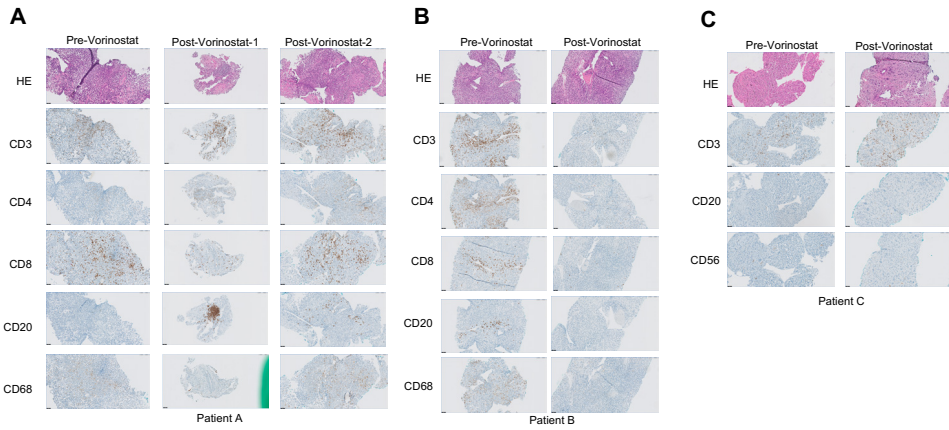 A
Pre-Vorinostat Post-Vorinostat-1 Post-Vorinostat-2
HE
CD3
CD4
CD8
CD20
CD68
Patient A
B
Pre-Vorinostat Post-Vorinostat
HE
CD3
CD4
CD8
CD20
CD68
Patient B
C
Pre-Vorinostat Post-Vorinostat
HE
CD3
CD20
CD56
Patient C